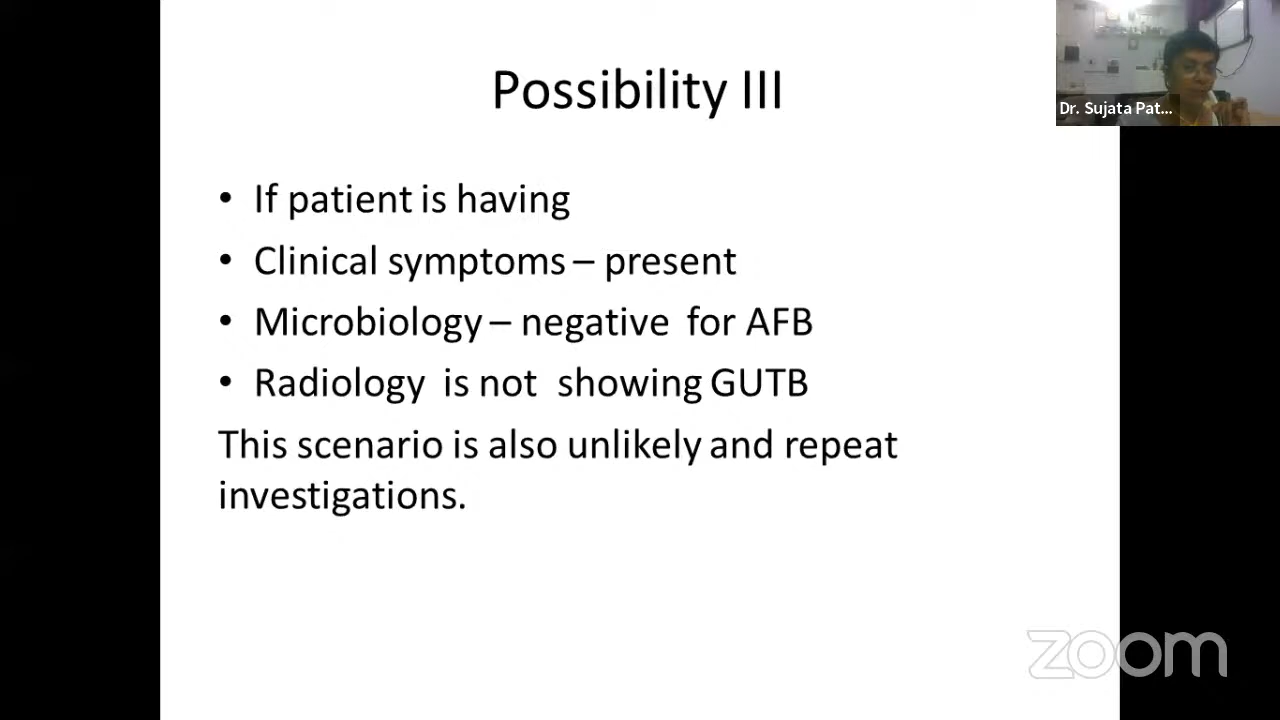 Possibility III
Dr. Sujata Pat...
• If patient is having
• Clinical symptoms – present
• Microbiology – negative for AFB
• Radiology is not showing GUTB
This scenario is also unlikely and repeat
investigations.
zoom